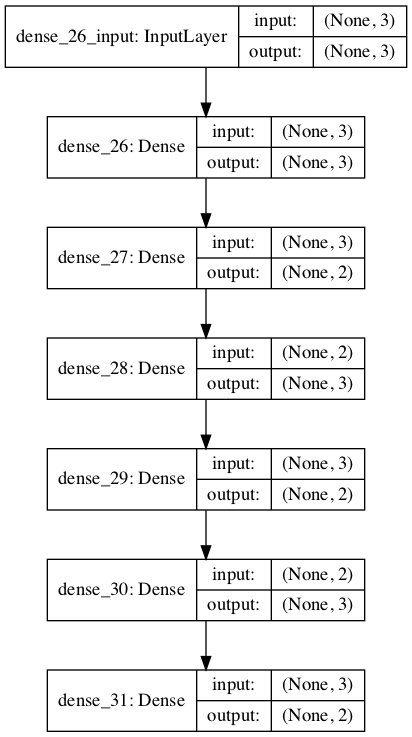 dense_26_input: InputLayer input: (None, 3)
output: (None, 3)
dense_26: Dense input: (None, 3)
output: (None, 3)
dense_27: Dense input: (None, 3)
output: (None, 2)
dense_28: Dense input: (None, 2)
output: (None, 3)
dense_29: Dense input: (None, 3)
output: (None, 2)
dense_30: Dense input: (None, 2)
output: (None, 3)
dense_31: Dense input: (None, 3)
output: (None, 2)